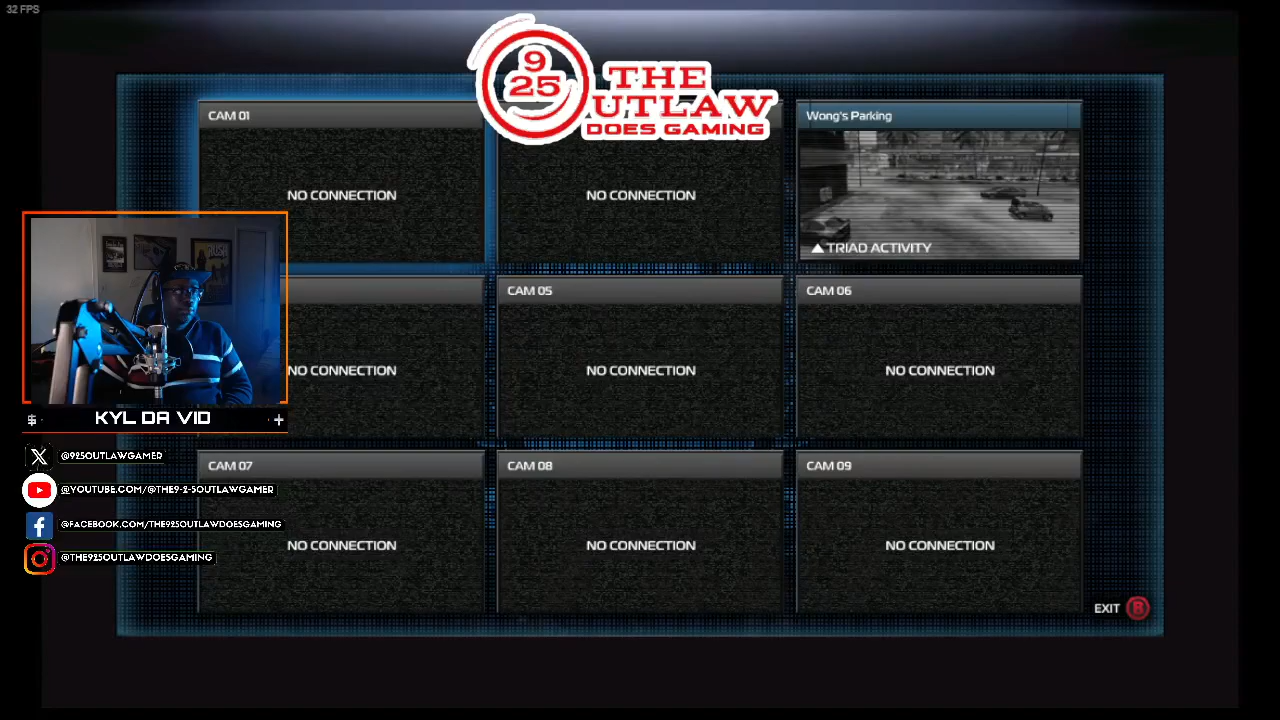 32 FPS
9
25
THE
OUTLAW
DOES GAMING
CAM 01
NO CONNECTION
NO CONNECTION
Wong's Parking
TRIAD ACTIVITY
NO CONNECTION
CAM 05
NO CONNECTION
CAM 06
NO CONNECTION
KYL DA VID
@925OUTLAWGAMER
@YOUTUBE.COM/@THE9-2-5OUTLAWGAMER
@FACEBOOK.COM/THE925OUTLAWDOESGAMING
@THE925OUTLAWDOESGAMING
CAM 07
NO CONNECTION
CAM 08
NO CONNECTION
CAM 09
NO CONNECTION
EXIT B